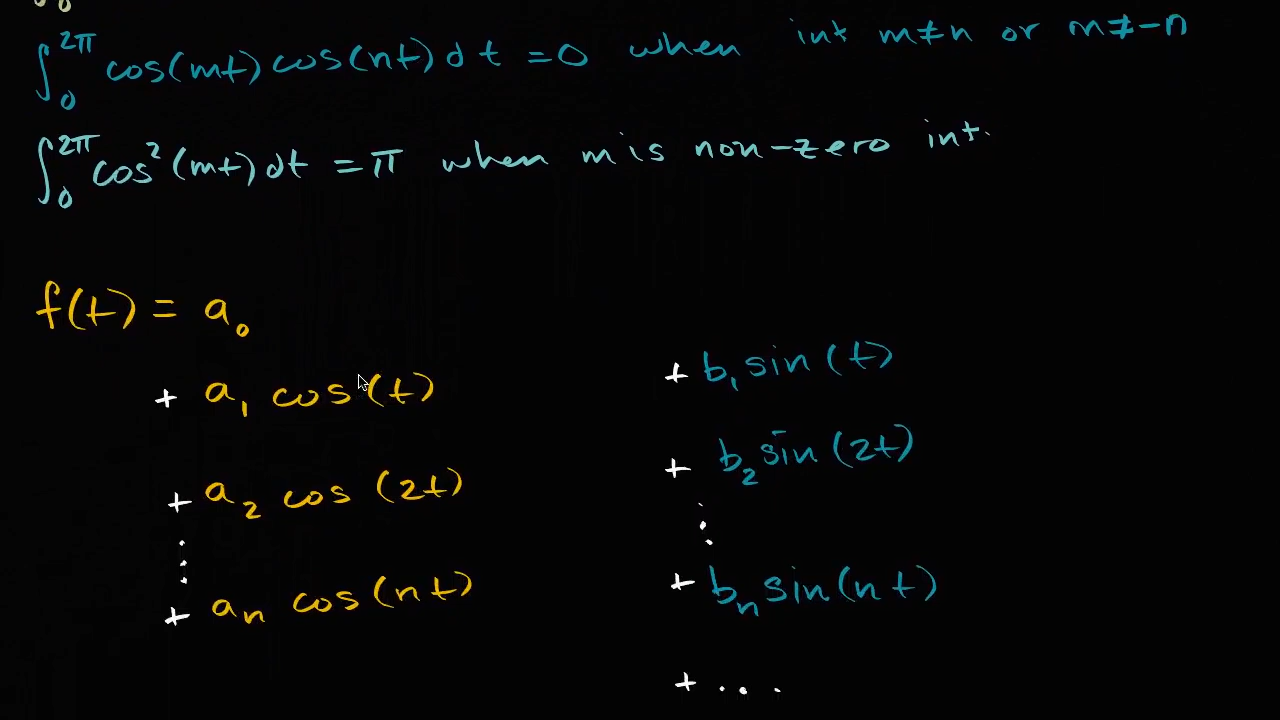 ∫₀^2π cos(mt) cos(nt) dt = 0 when int m ≠ n or m ≠ -n
∫₀^2π cos²(mt) dt = π when m is non-zero int.
f(t) = a₀
+ a₁ cos(t) + b₁ sin(t)
+ a₂ cos(2t) + b₂ sin(2t)
⋮ ⋮
+ aₙ cos(nt) + bₙ sin(nt)
+ ...